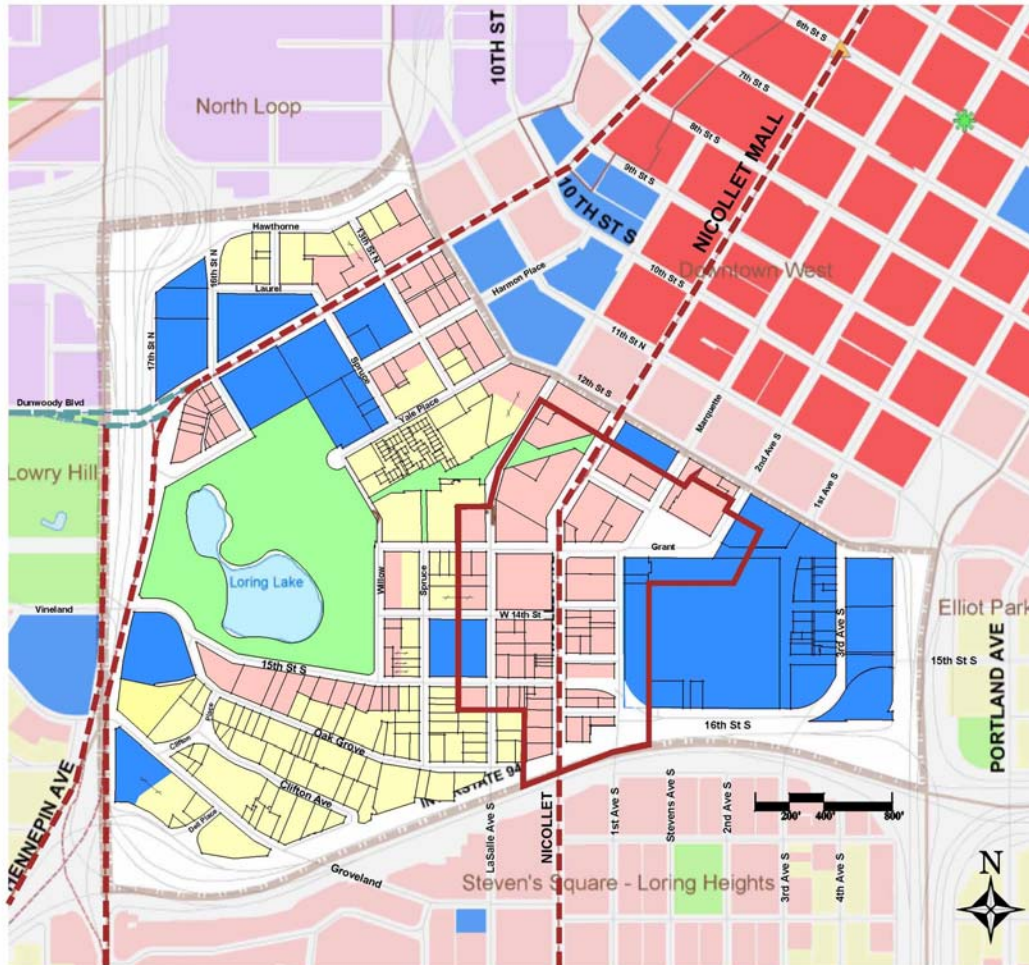 6th St S
10TH ST
North Loop
7th St S
NICOLLET MALL
8th St S
9th St S
10 TH ST S
Hawthorne
13th St N
10th St S
Downtown West
16th St N
Laurel
Harmon Place
11th St N
17th St N
Spruce
12th St S
Dunwoody Blvd
Yale Place
Marquette
2nd Ave S
1st Ave S
Lowry Hill
Grant
Loring Lake
Willow
Spruce
Vineland
W 14th St
Elliot Park
3rd Ave S
15th St S
15th St S
PORTLAND AVE
Place
Oak Grove
16th St S
Clifton
Clifton Ave
INTERSTATE 94
HENNEPIN AVE
Dell Place
LaSalle Ave S
NICOLLET
1st Ave S
Stevens Ave S
2nd Ave S
200' 400' 800'
Groveland
Steven's Square - Loring Heights
3rd Ave S
4th Ave S
N